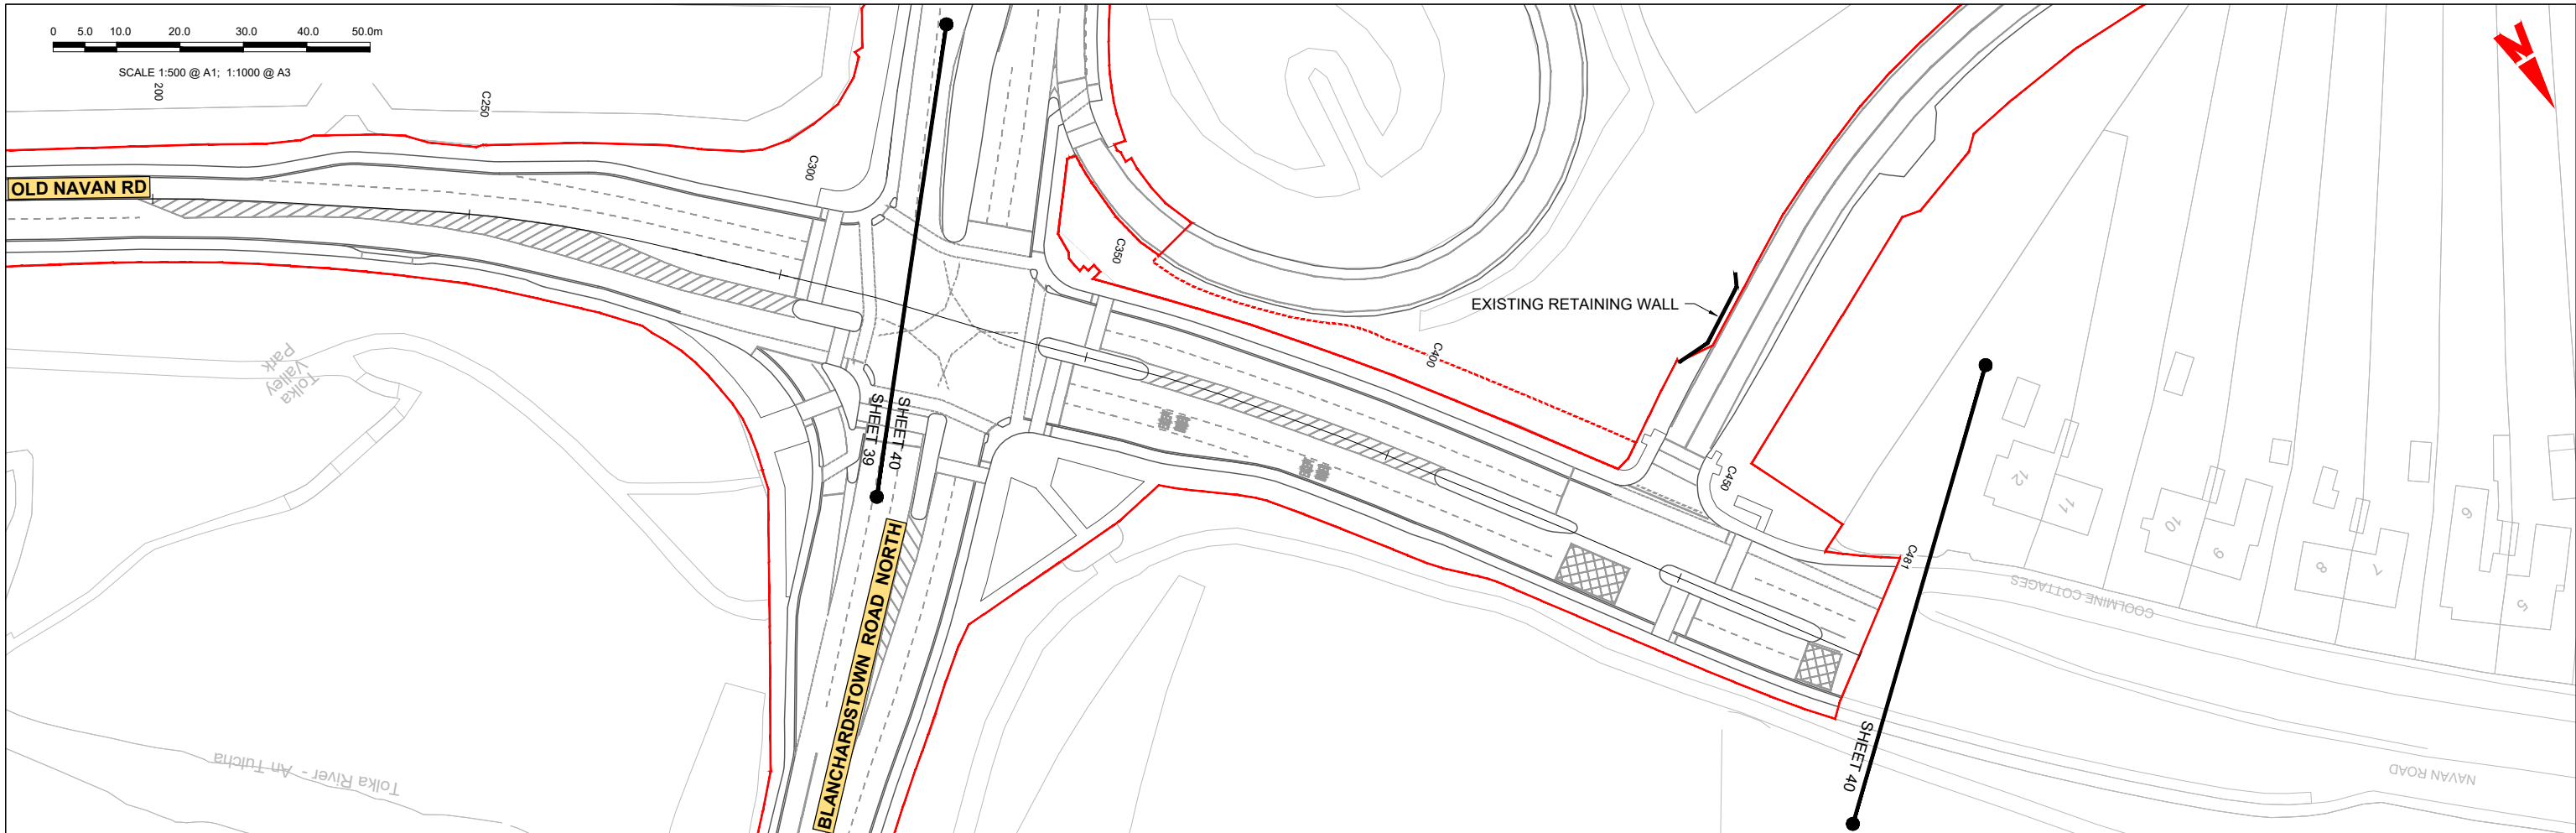 0 5.0 10.0 20.0 30.0 40.0 50.0m
SCALE 1:500 @ A1; 1:1000 @ A3
N
200
C250
C300
C350
C400
C450
C481
OLD NAVAN RD
EXISTING RETAINING WALL
Tolka
Valley
Park
SHEET 39
SHEET 40
BLANCHARDSTOWN ROAD NORTH
Tolka River - An Tulcha
12
11
10
9
8
7
6
5
COOLMINE COTTAGES
SHEET 40
NAVAN ROAD